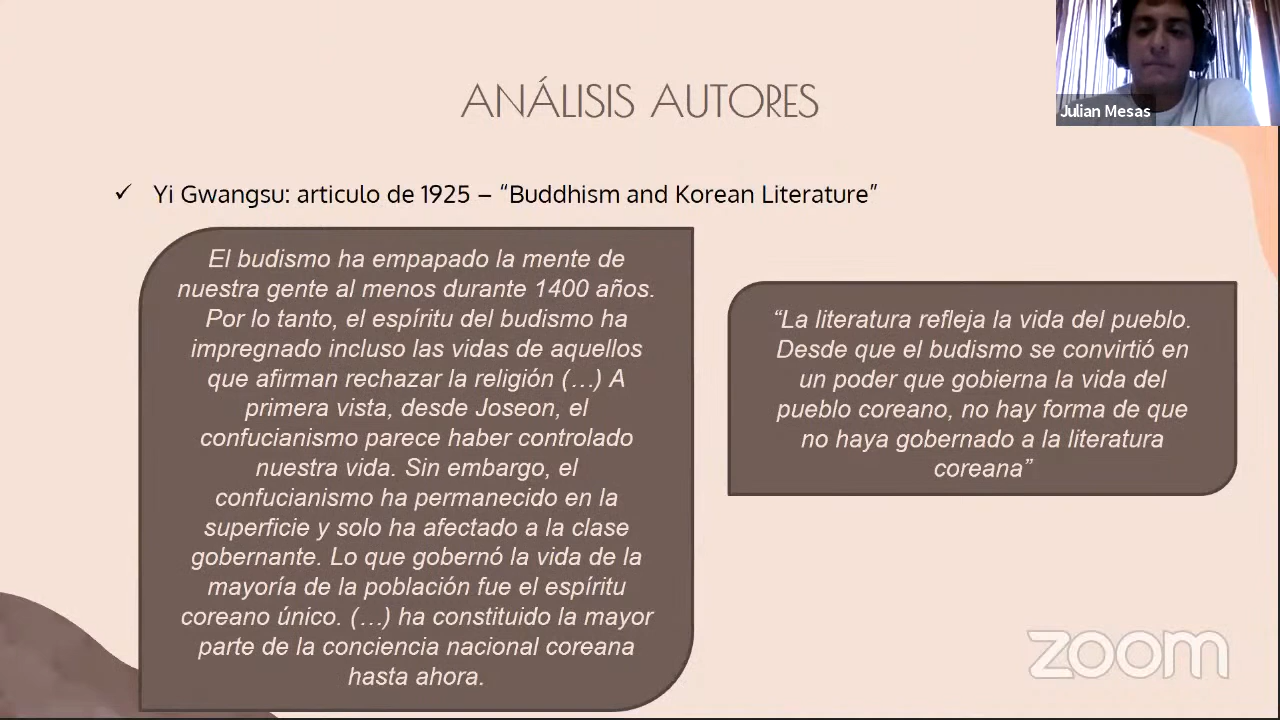 ANÁLISIS AUTORES
Julian Mesas
✓ Yi Gwangsu: articulo de 1925 – “Buddhism and Korean Literature”
El budismo ha empapado la mente de
nuestra gente al menos durante 1400 años.
Por lo tanto, el espíritu del budismo ha
impregnado incluso las vidas de aquellos
que afirman rechazar la religión (…) A
primera vista, desde Joseon, el
confucianismo parece haber controlado
nuestra vida. Sin embargo, el
confucianismo ha permanecido en la
superficie y solo ha afectado a la clase
gobernante. Lo que gobernó la vida de la
mayoría de la población fue el espíritu
coreano único. (…) ha constituido la mayor
parte de la conciencia nacional coreana
hasta ahora.
“La literatura refleja la vida del pueblo.
Desde que el budismo se convirtió en
un poder que gobierna la vida del
pueblo coreano, no hay forma de que
no haya gobernado a la literatura
coreana”
zoom